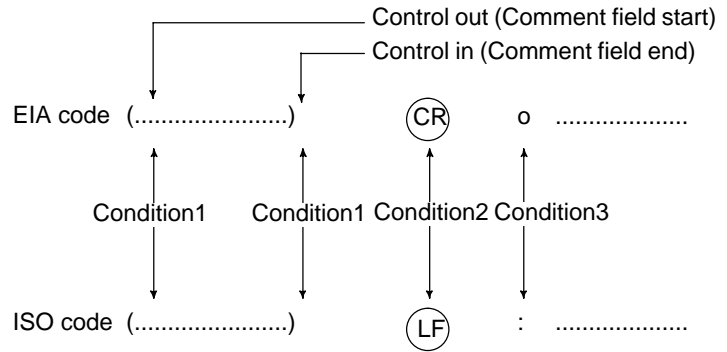 Control out (Comment field start)
Control in (Comment field end)
EIA code (.......................) CR o ....................
Condition1 Condition1 Condition2 Condition3
ISO code (.......................) LF : ....................